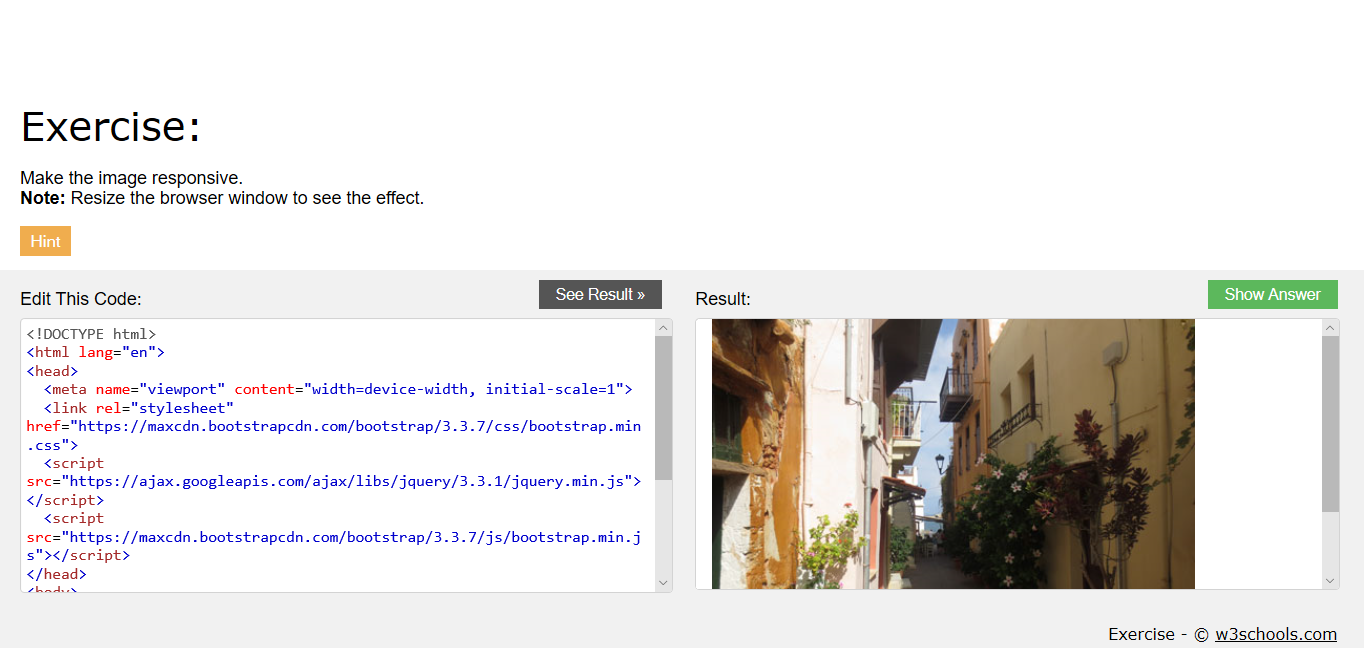 Exercise:
Make the image responsive.
Note: Resize the browser window to see the effect.
Hint
Edit This Code:
See Result »
<!DOCTYPE html>
<html lang="en">
<head>
  <meta name="viewport" content="width=device-width, initial-scale=1">
  <link rel="stylesheet"
href="https://maxcdn.bootstrapcdn.com/bootstrap/3.3.7/css/bootstrap.min
.css">
  <script
src="https://ajax.googleapis.com/ajax/libs/jquery/3.3.1/jquery.min.js">
</script>
  <script
src="https://maxcdn.bootstrapcdn.com/bootstrap/3.3.7/js/bootstrap.min.j
s"></script>
</head>
<body>
Result:
Show Answer
Exercise - © w3schools.com